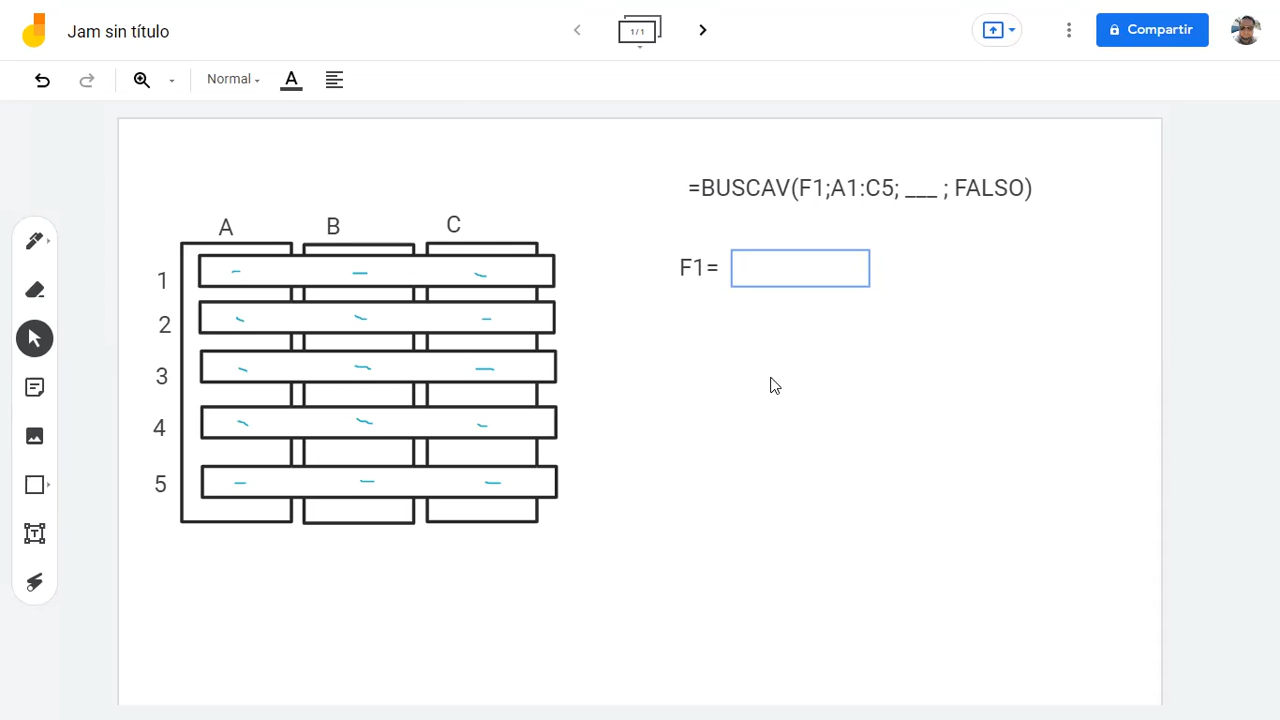 Jam sin título
1 / 1
Compartir
Normal
=BUSCAV(F1;A1:C5; ___ ; FALSO)
A B C
F1=
1
2
3
4
5